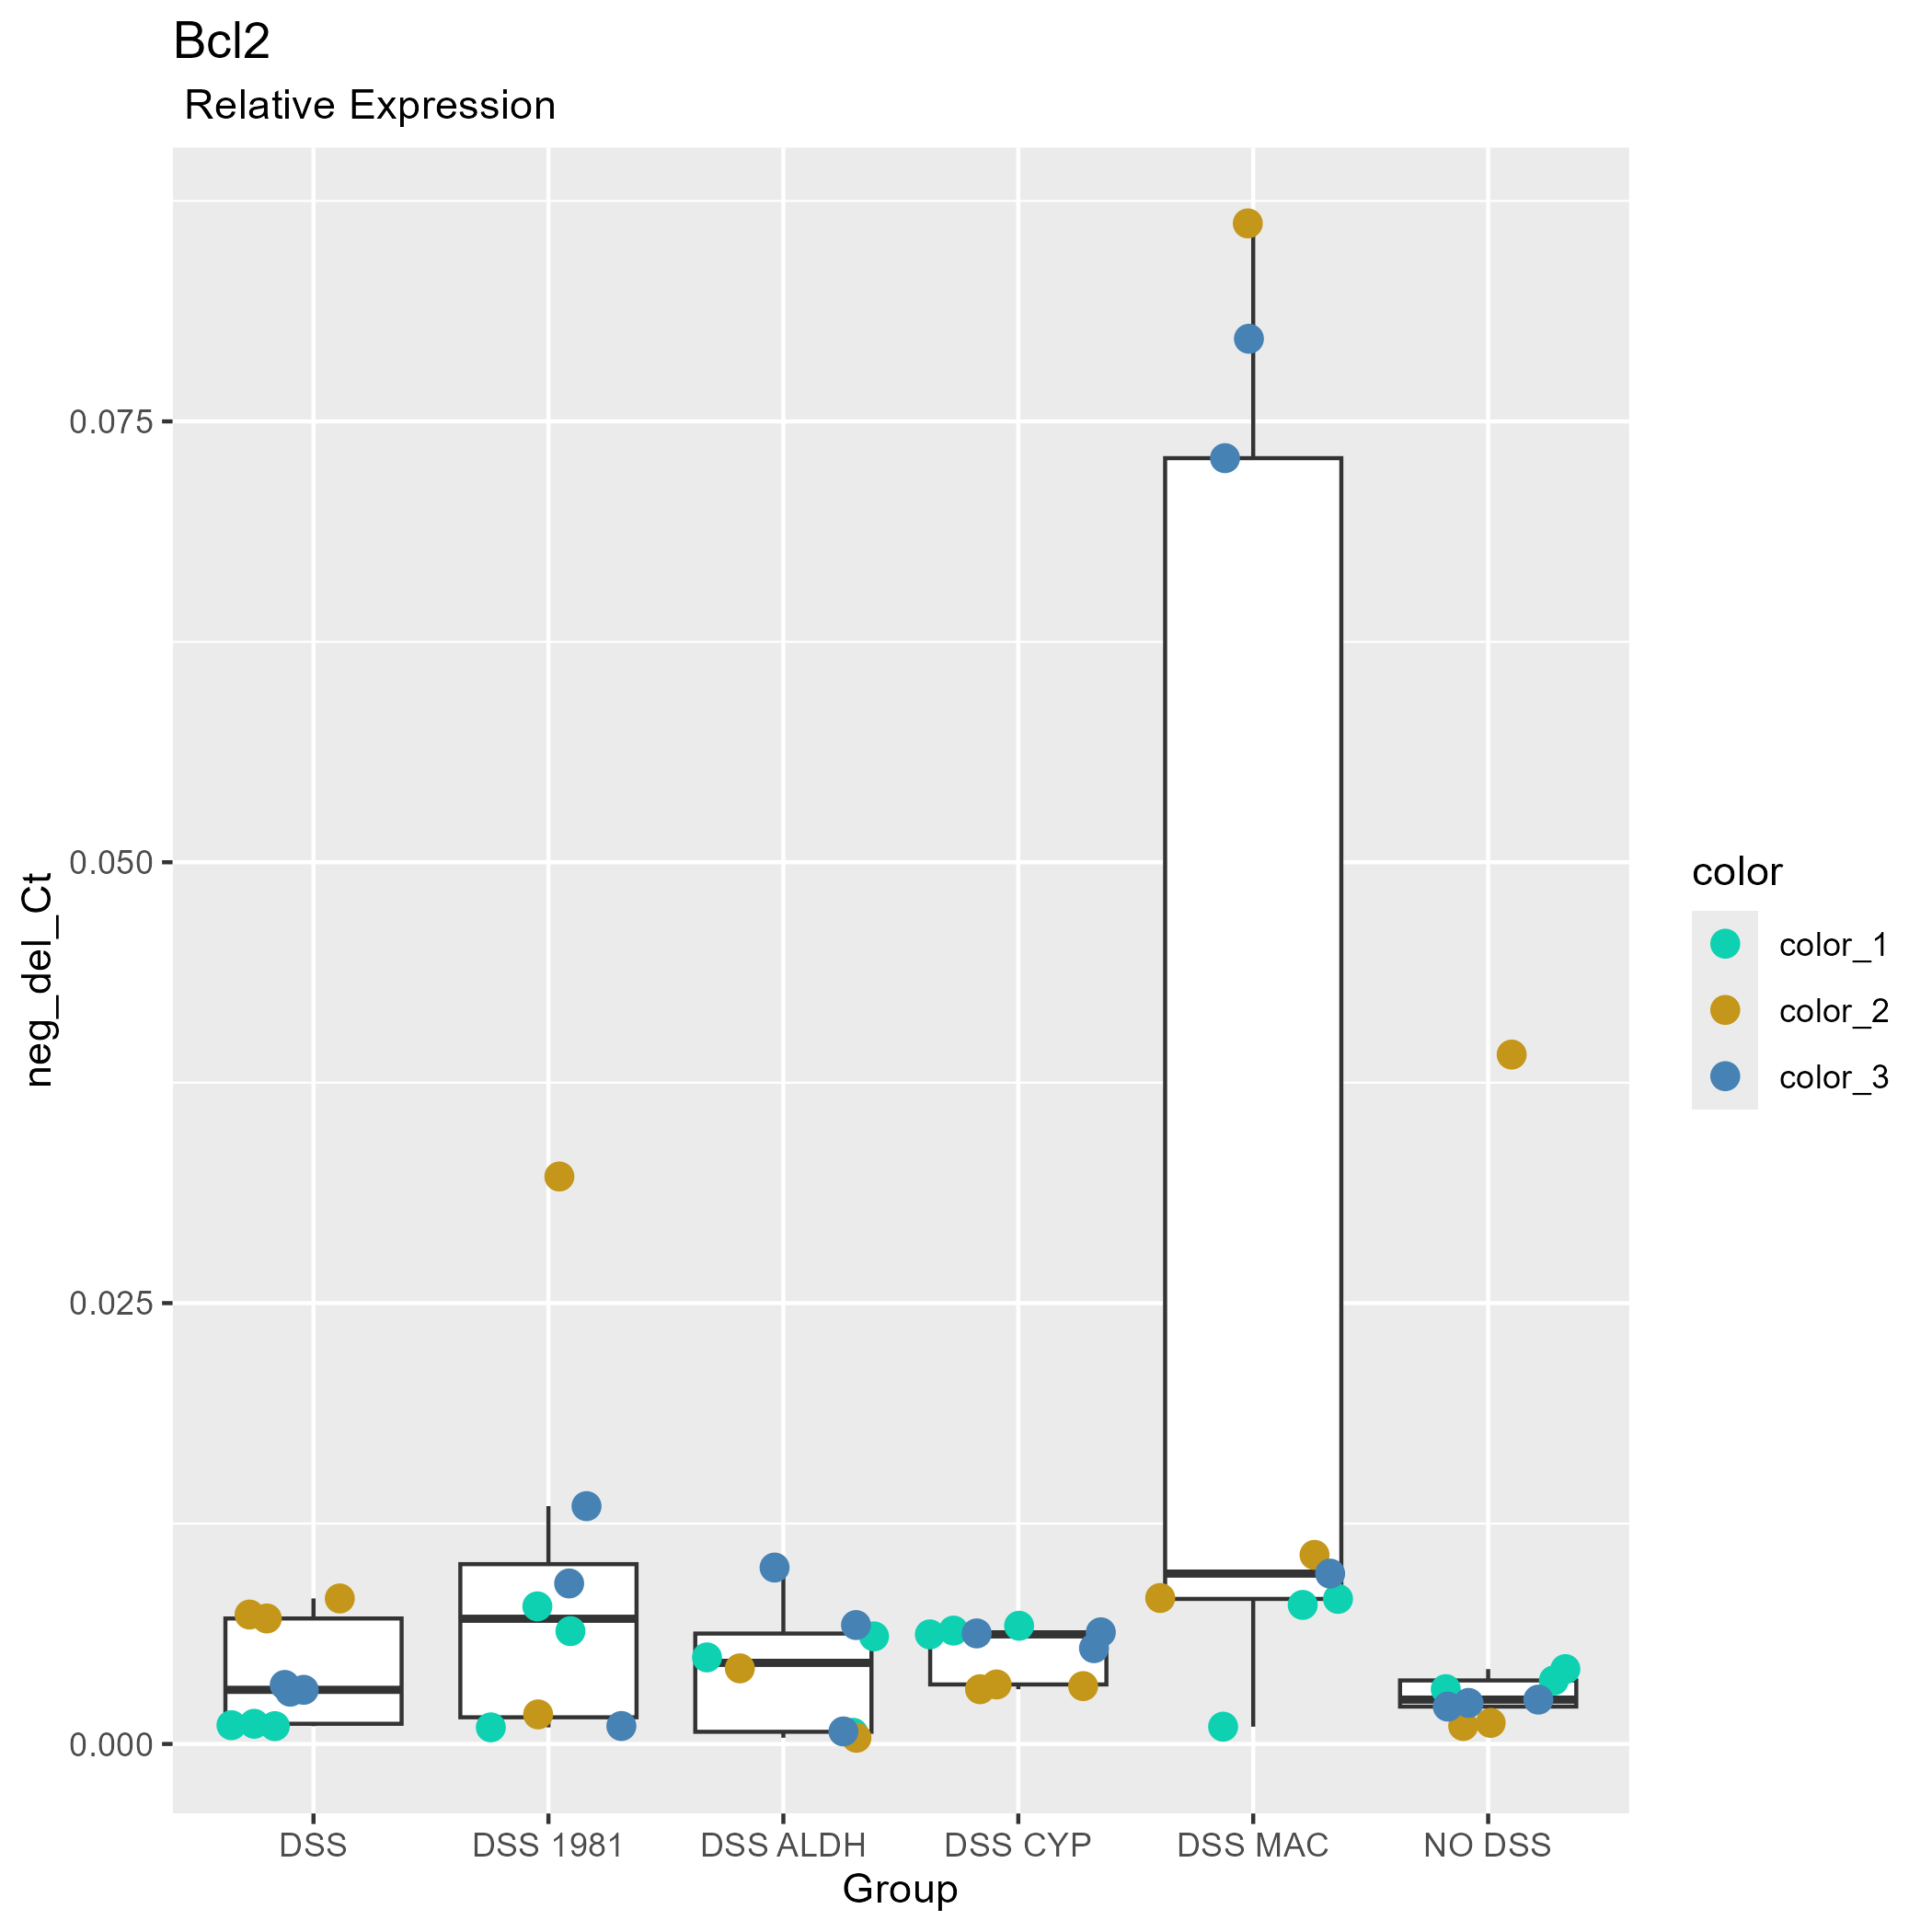 Bcl2
Relative Expression
neg_del_Ct
0.075
0.050
0.025
0.000
DSS
DSS 1981
DSS ALDH
DSS CYP
DSS MAC
NO DSS
Group
color
color_1
color_2
color_3